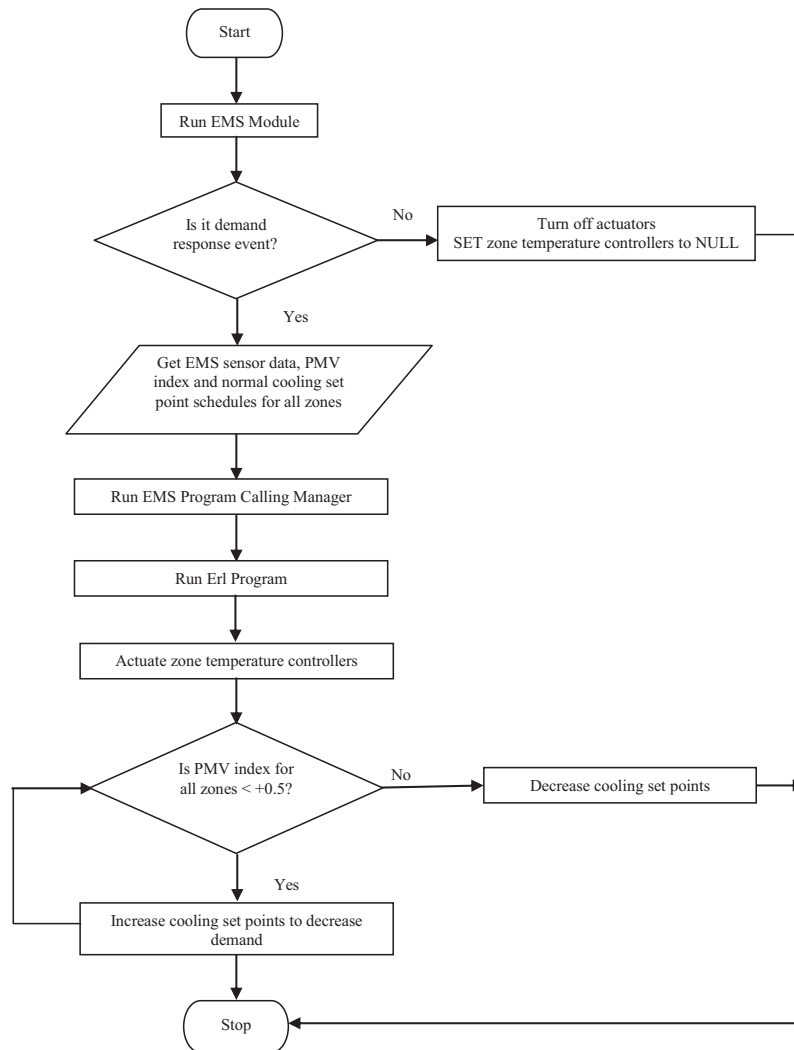 Start
Run EMS Module
Is it demand
response event?
No
Turn off actuators
SET zone temperature controllers to NULL
Yes
Get EMS sensor data, PMV
index and normal cooling set
point schedules for all zones
Run EMS Program Calling Manager
Run Erl Program
Actuate zone temperature controllers
Is PMV index for
all zones < +0.5?
No
Decrease cooling set points
Yes
Increase cooling set points to decrease
demand
Stop